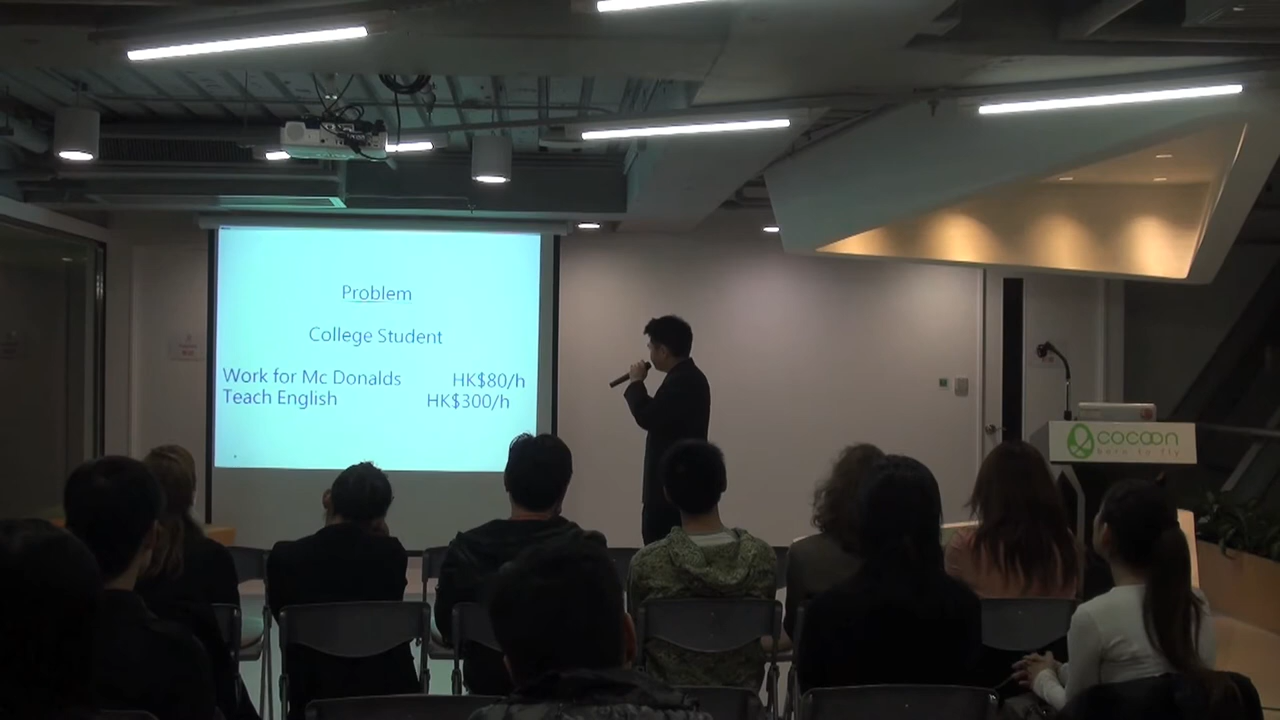 Problem
College Student
Work for Mc Donalds HK$80/h
Teach English HK$300/h
cocoon
born to fly